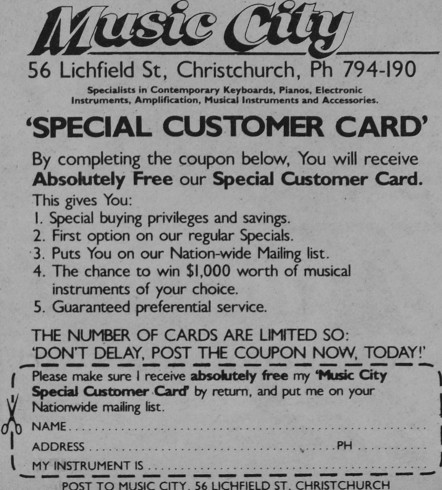 Music City
56 Lichfield St, Christchurch, Ph 794-190
Specialists in Contemporary Keyboards, Pianos, Electronic
Instruments, Amplification, Musical Instruments and Accessories.
'SPECIAL CUSTOMER CARD'
By completing the coupon below, You will receive
Absolutely Free our Special Customer Card.
This gives You:
1. Special buying privileges and savings.
2. First option on our regular Specials.
3. Puts You on our Nation-wide Mailing list.
4. The chance to win $1,000 worth of musical
instruments of your choice.
5. Guaranteed preferential service.
THE NUMBER OF CARDS ARE LIMITED SO:
'DON'T DELAY, POST THE COUPON NOW, TODAY!'
Please make sure I receive absolutely free my 'Music City
Special Customer Card' by return, and put me on your
Nationwide mailing list.
NAME
ADDRESS PH
MY INSTRUMENT IS
POST TO MUSIC CITY, 56 LICHFIELD ST, CHRISTCHURCH